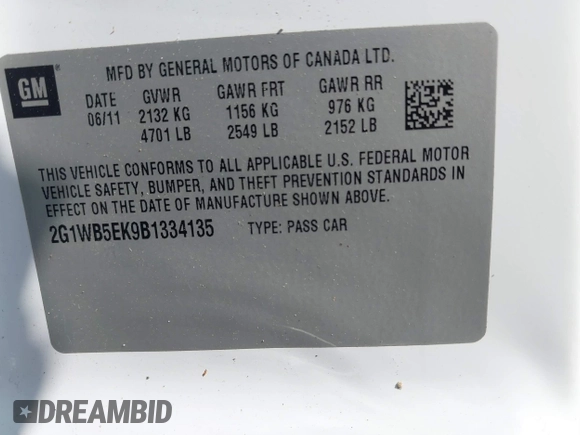 GM
MFD BY GENERAL MOTORS OF CANADA LTD.
DATE GVWR GAWR FRT GAWR RR
06/11 2132 KG 1156 KG 976 KG
4701 LB 2549 LB 2152 LB
THIS VEHICLE CONFORMS TO ALL APPLICABLE U.S. FEDERAL MOTOR
VEHICLE SAFETY, BUMPER, AND THEFT PREVENTION STANDARDS IN
EFFECT ON THE DATE OF MANUFACTURE SHOWN ABOVE.
2G1WB5EK9B1334135 TYPE: PASS CAR
DREAMBID